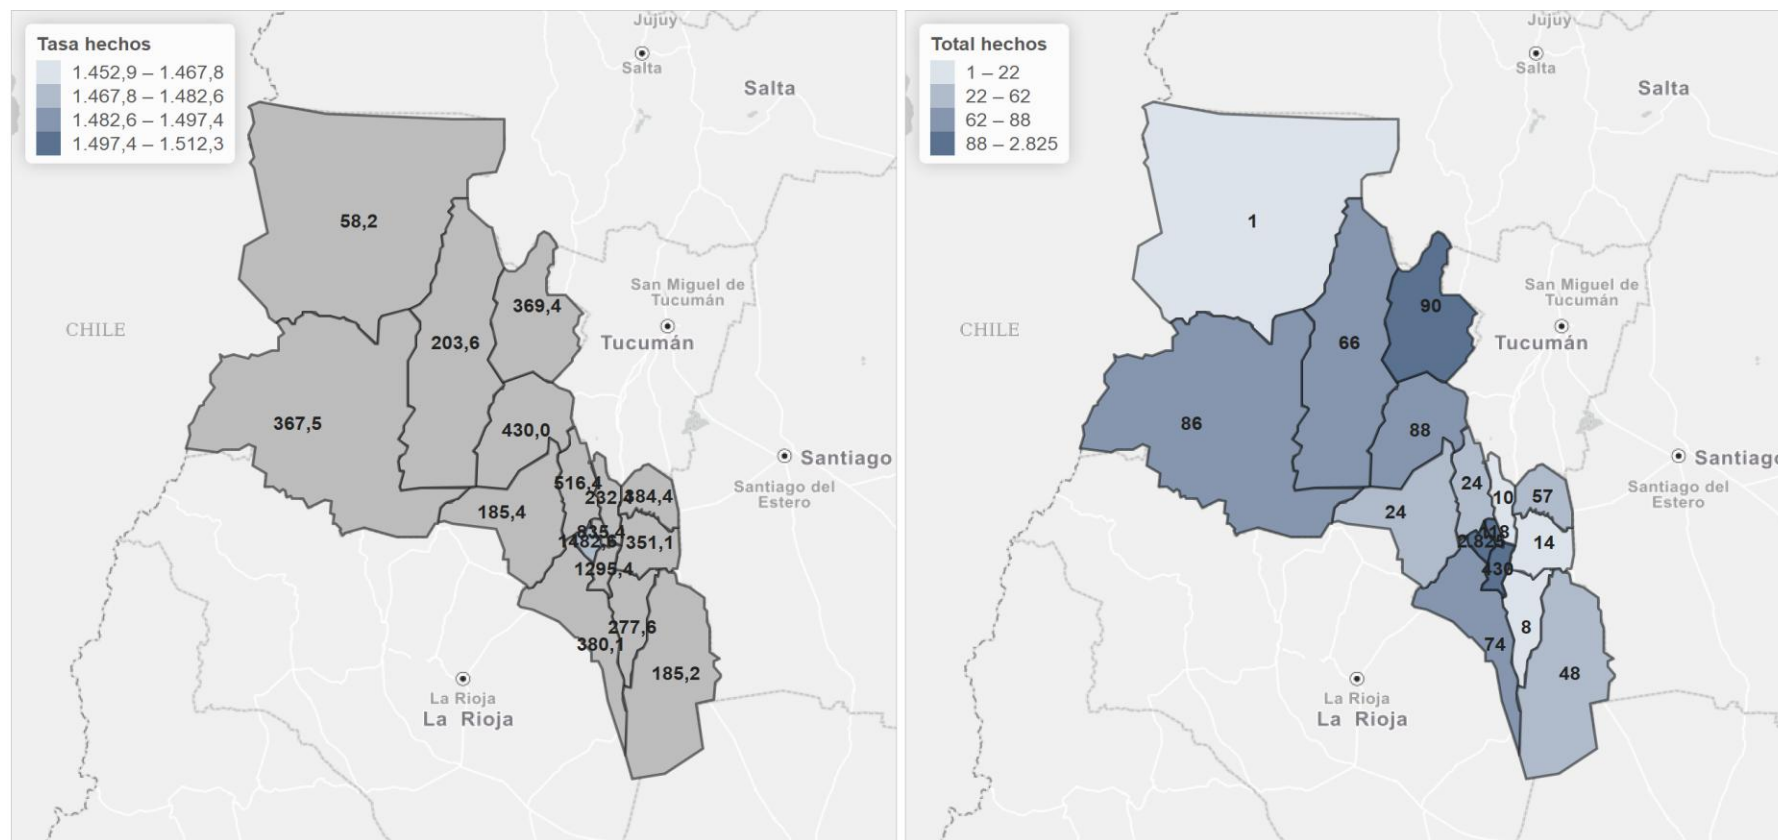 Tasa hechos
1.452,9 – 1.467,8
1.467,8 – 1.482,6
1.482,6 – 1.497,4
1.497,4 – 1.512,3
Jujuy
Salta
Salta
58,2
369,4
San Miguel de
Tucumán
CHILE
203,6
Tucumán
367,5
430,0
Santiago
516,4
384,4
Santiago del
Estero
185,4
835,4
351,1
1295,4
277,6
380,1
185,2
La Rioja
La Rioja
Total hechos
1 – 22
22 – 62
62 – 88
88 – 2.825
Jujuy
Salta
Salta
1
90
San Miguel de
Tucumán
CHILE
66
Tucumán
86
88
Santiago
24
10
57
Santiago del
Estero
24
2.825
14
430
8
74
48
La Rioja
La Rioja